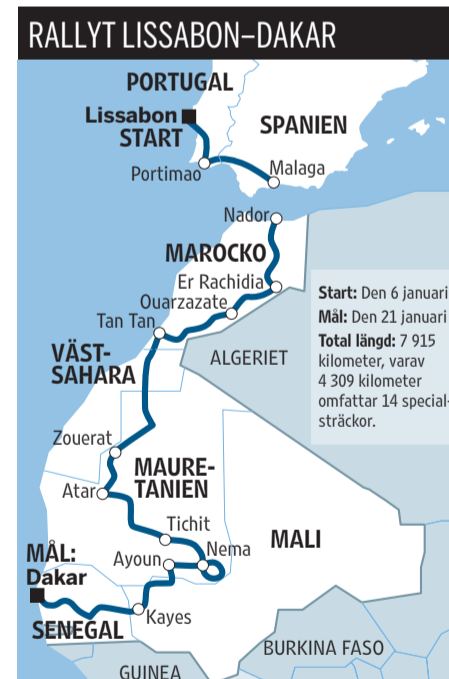 RALLYT LISSABON–DAKAR
PORTUGAL
Lissabon
START
SPANIEN
Portimao
Malaga
Nador
MAROCKO
Er Rachidia
Ouarzazate
Tan Tan
Start: Den 6 januari
Mål: Den 21 januari
Total längd: 7 915
kilometer, varav
4 309 kilometer
omfattar 14 special-
sträckor.
VÄST-
SAHARA
ALGERIET
Zouerat
MAURE-
TANIEN
Atar
Tichit
Nema
MALI
Ayoun
MÅL:
Dakar
Kayes
SENEGAL
BURKINA FASO
GUINEA